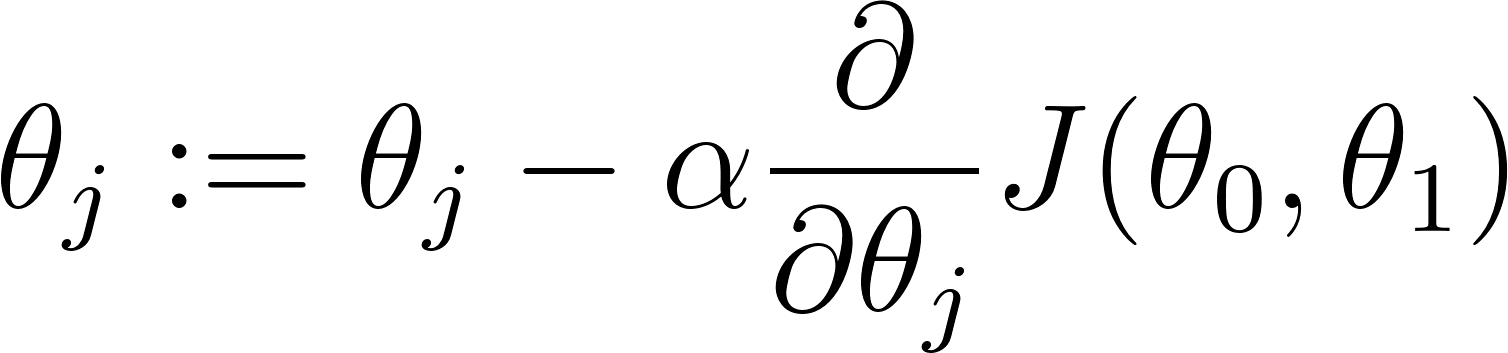 θ_j := θ_j − α ∂/∂θ_j J(θ_0, θ_1)